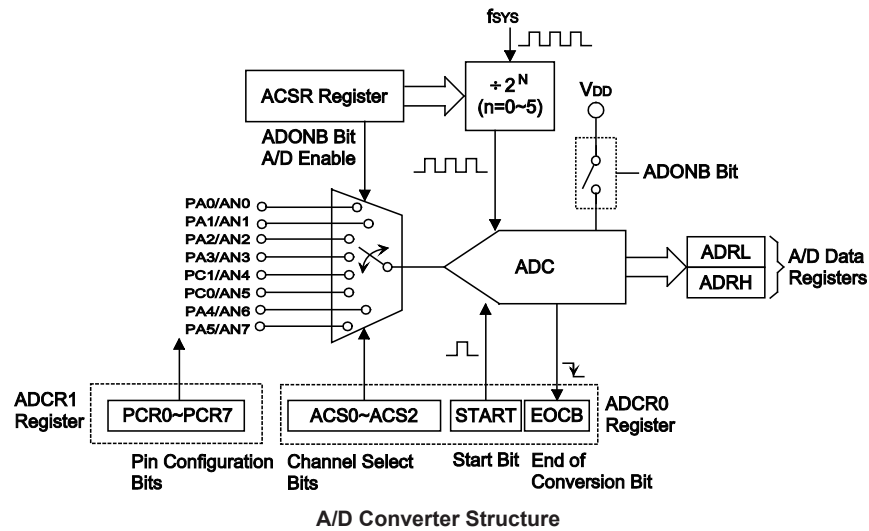 fSYS
ACSR Register
÷ 2 N
(n=0~5)
VDD
ADONB Bit
A/D Enable
ADONB Bit
PA0/AN0
PA1/AN1
PA2/AN2
PA3/AN3
PC1/AN4
PC0/AN5
PA4/AN6
PA5/AN7
ADC
ADRL
ADRH
A/D Data
Registers
ADCR1
Register
PCR0~PCR7
ACS0~ACS2
START
EOCB
ADCR0
Register
Pin Configuration
Bits
Channel Select
Bits
Start Bit
End of
Conversion Bit
A/D Converter Structure